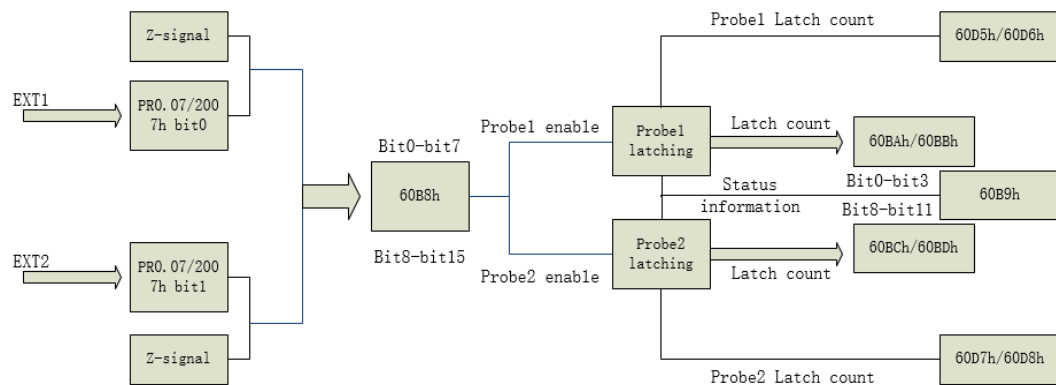 Probe1 Latch count
60D5h/60D6h
Z-signal
EXT1
PR0.07/200
7h bit0
Probe1 enable
Probe1
latching
Latch count
60BAh/60BBh
Bit0-bit7
60B8h
Bit8-bit15
Status
information
Bit0-bit3
Bit8-bit11
60B9h
EXT2
PR0.07/200
7h bit1
Probe2 enable
Probe2
latching
Latch count
60BCh/60BDh
Z-signal
Probe2 Latch count
60D7h/60D8h